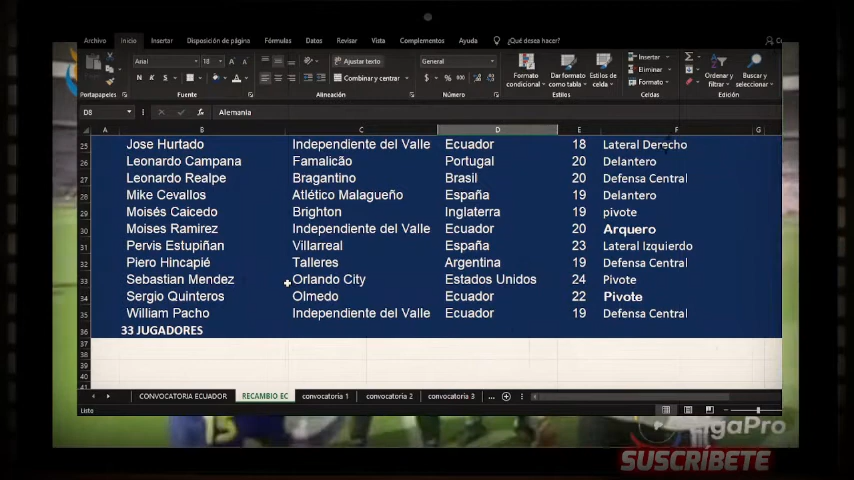 Archivo Inicio Insertar Disposición de página Fórmulas Datos Revisar Vista Complementos Ayuda ¿Qué desea hacer?
Arial 18 Ajustar texto General Insertar
N K S Combinar y centrar $ % 000 Formato condicional Dar formato como tabla Estilos de celda Eliminar Formato Ordenar y filtrar Buscar y seleccionar
Portapapeles Fuente Alineación Número Estilos Celdas Edición
D8 fx Alemania
A B C D E F G
25 Jose Hurtado Independiente del Valle Ecuador 18 Lateral Derecho
26 Leonardo Campana Famalicão Portugal 20 Delantero
27 Leonardo Realpe Bragantino Brasil 20 Defensa Central
28 Mike Cevallos Atlético Malagueño España 19 Delantero
29 Moisés Caicedo Brighton Inglaterra 19 pivote
30 Moises Ramirez Independiente del Valle Ecuador 20 Arquero
31 Pervis Estupiñan Villarreal España 23 Lateral Izquierdo
32 Piero Hincapié Talleres Argentina 19 Defensa Central
33 Sebastian Mendez Orlando City Estados Unidos 24 Pivote
34 Sergio Quinteros Olmedo Ecuador 22 Pivote
35 William Pacho Independiente del Valle Ecuador 19 Defensa Central
36 33 JUGADORES
37
38
39
40
41
CONVOCATORIA ECUADOR RECAMBIO EC convocatoria 1 convocatoria 2 convocatoria 3 ...
Listo
LigaPro
SUSCRÍBETE